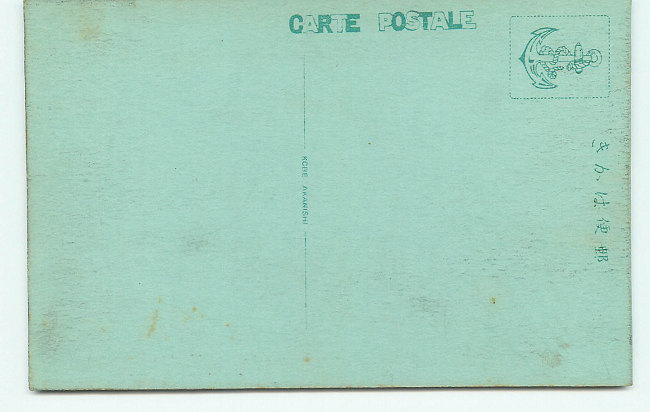 CARTE POSTALE
郵便はかき
KOBE AKANISHI